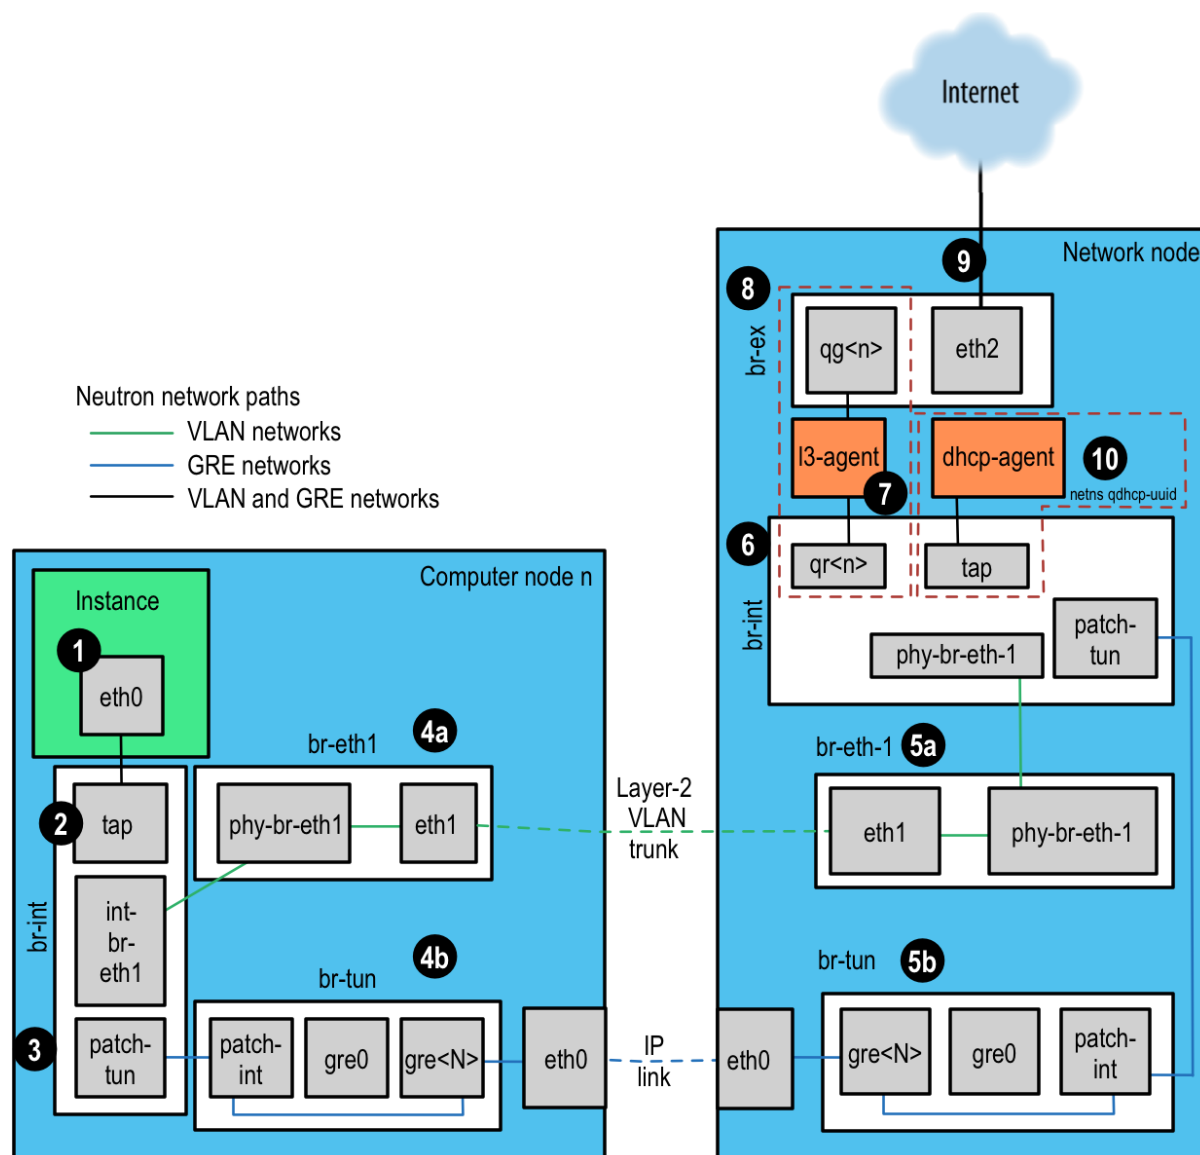 Internet
Network node
9
8
br-ex
qg<n>
eth2
Neutron network paths
VLAN networks
GRE networks
VLAN and GRE networks
l3-agent
dhcp-agent
10
7
netns qdhcp-uuid
6
br-int
qr<n>
tap
patch-
tun
phy-br-eth-1
Computer node n
Instance
1
eth0
br-eth1
4a
2
tap
phy-br-eth1
eth1
br-int
int-
br-
eth1
Layer-2
VLAN
trunk
br-eth-1
5a
eth1
phy-br-eth-1
4b
br-tun
3
patch-
tun
patch-
int
gre0
gre<N>
eth0
IP
link
br-tun
5b
eth0
gre<N>
gre0
patch-
int